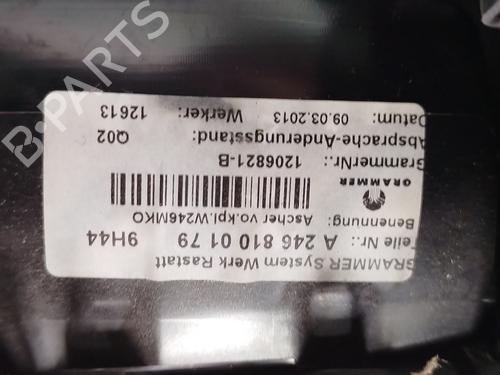 GRAMMER System Werk Rastatt
Teile Nr.: A 246 810 01 79 9H44
Benennung: Ascher vo.kpl.W246MKO
GRAMMER
GrammerNr.: 1206821-B
Absprache-Änderungsstand: Q02
Datum: 09.03.2013 Werker: 12613
B-PARTS